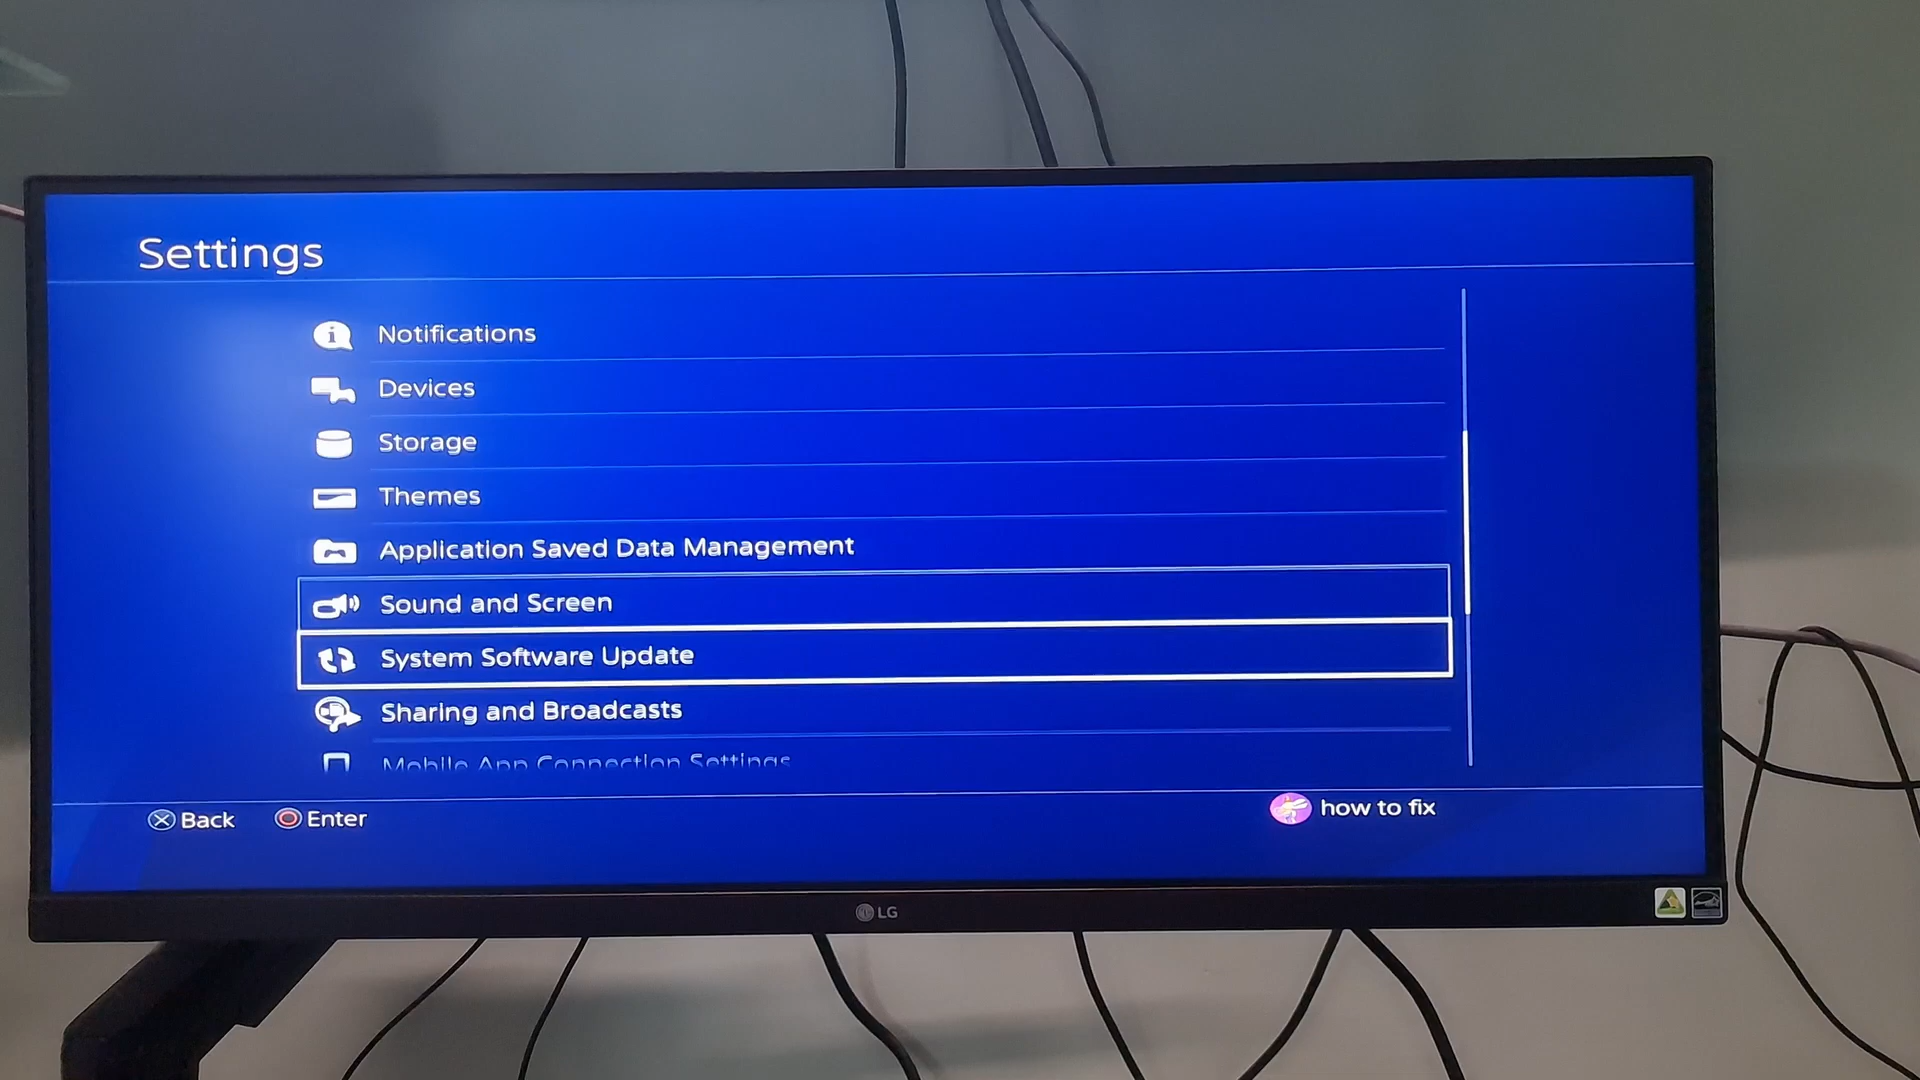 Settings
Notifications
Devices
Storage
Themes
Application Saved Data Management
Sound and Screen
System Software Update
Sharing and Broadcasts
Mobile App Connection Settings
Back
Enter
how to fix
LG